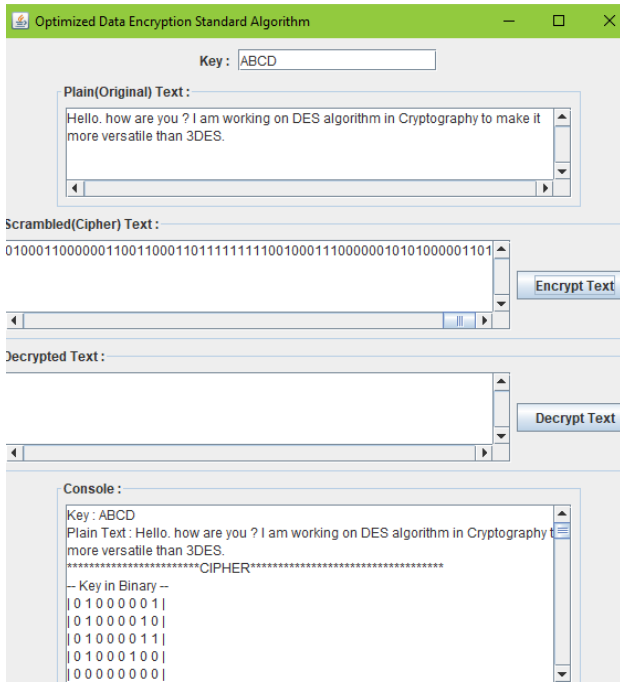 Optimized Data Encryption Standard Algorithm
Key : ABCD
Plain(Original) Text :
Hello. how are you ? I am working on DES algorithm in Cryptography to make it
more versatile than 3DES.
Scrambled(Cipher) Text :
010001100000011001100011011111111100100011100000010101000001101
Encrypt Text
Decrypted Text :
Decrypt Text
Console :
Key : ABCD
Plain Text : Hello. how are you ? I am working on DES algorithm in Cryptography t
more versatile than 3DES.
************************CIPHER***********************************
-- Key in Binary --
| 0 1 0 0 0 0 0 1 |
| 0 1 0 0 0 0 1 0 |
| 0 1 0 0 0 0 1 1 |
| 0 1 0 0 0 1 0 0 |
| 0 0 0 0 0 0 0 0 |